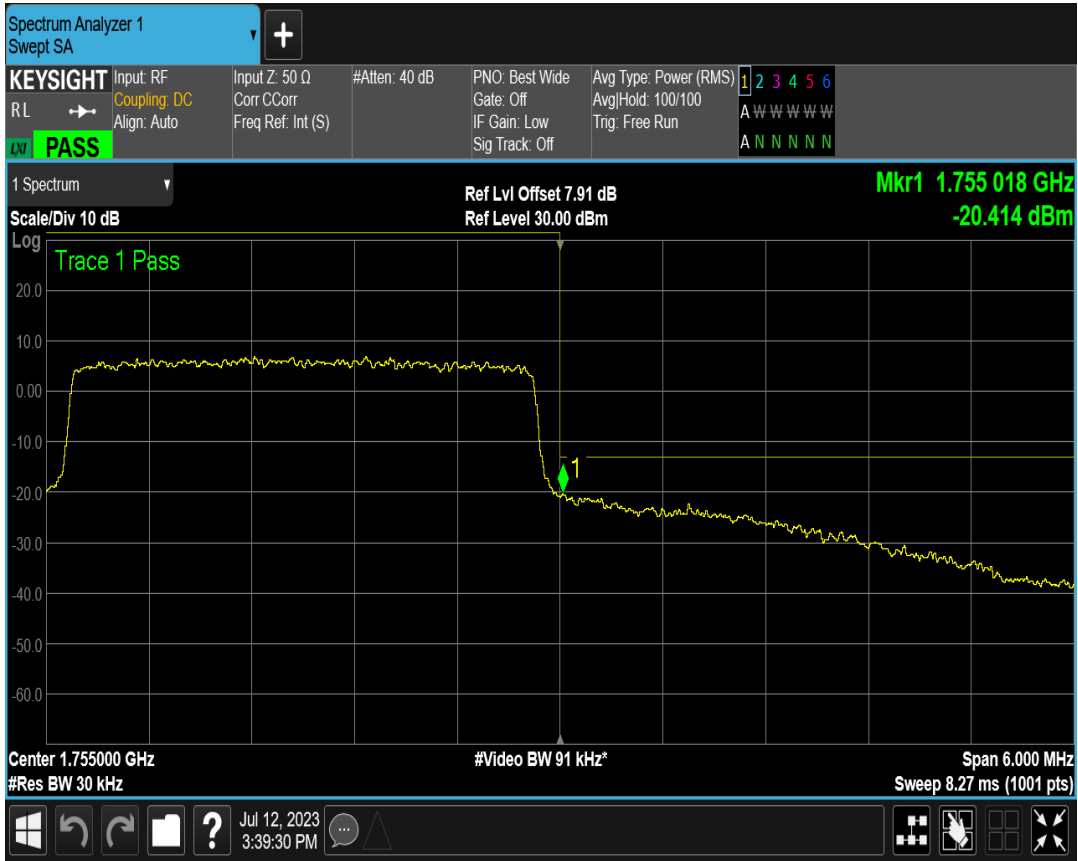 Spectrum Analyzer 1
Swept SA
KEYSIGHT
RL
LXI PASS
Input: RF
Coupling: DC
Align: Auto
Input Z: 50 Ω
Corr CCorr
Freq Ref: Int (S)
#Atten: 40 dB
PNO: Best Wide
Gate: Off
IF Gain: Low
Sig Track: Off
Avg Type: Power (RMS)
Avg|Hold: 100/100
Trig: Free Run
1 2 3 4 5 6
A W W W W W
A N N N N N
1 Spectrum
Scale/Div 10 dB
Ref Lvl Offset 7.91 dB
Ref Level 30.00 dBm
Mkr1 1.755 018 GHz
-20.414 dBm
Log
Trace 1 Pass
20.0
10.0
0.00
-10.0
1
-20.0
-30.0
-40.0
-50.0
-60.0
Center 1.755000 GHz
#Video BW 91 kHz*
Span 6.000 MHz
#Res BW 30 kHz
Sweep 8.27 ms (1001 pts)
?
Jul 12, 2023
3:39:30 PM